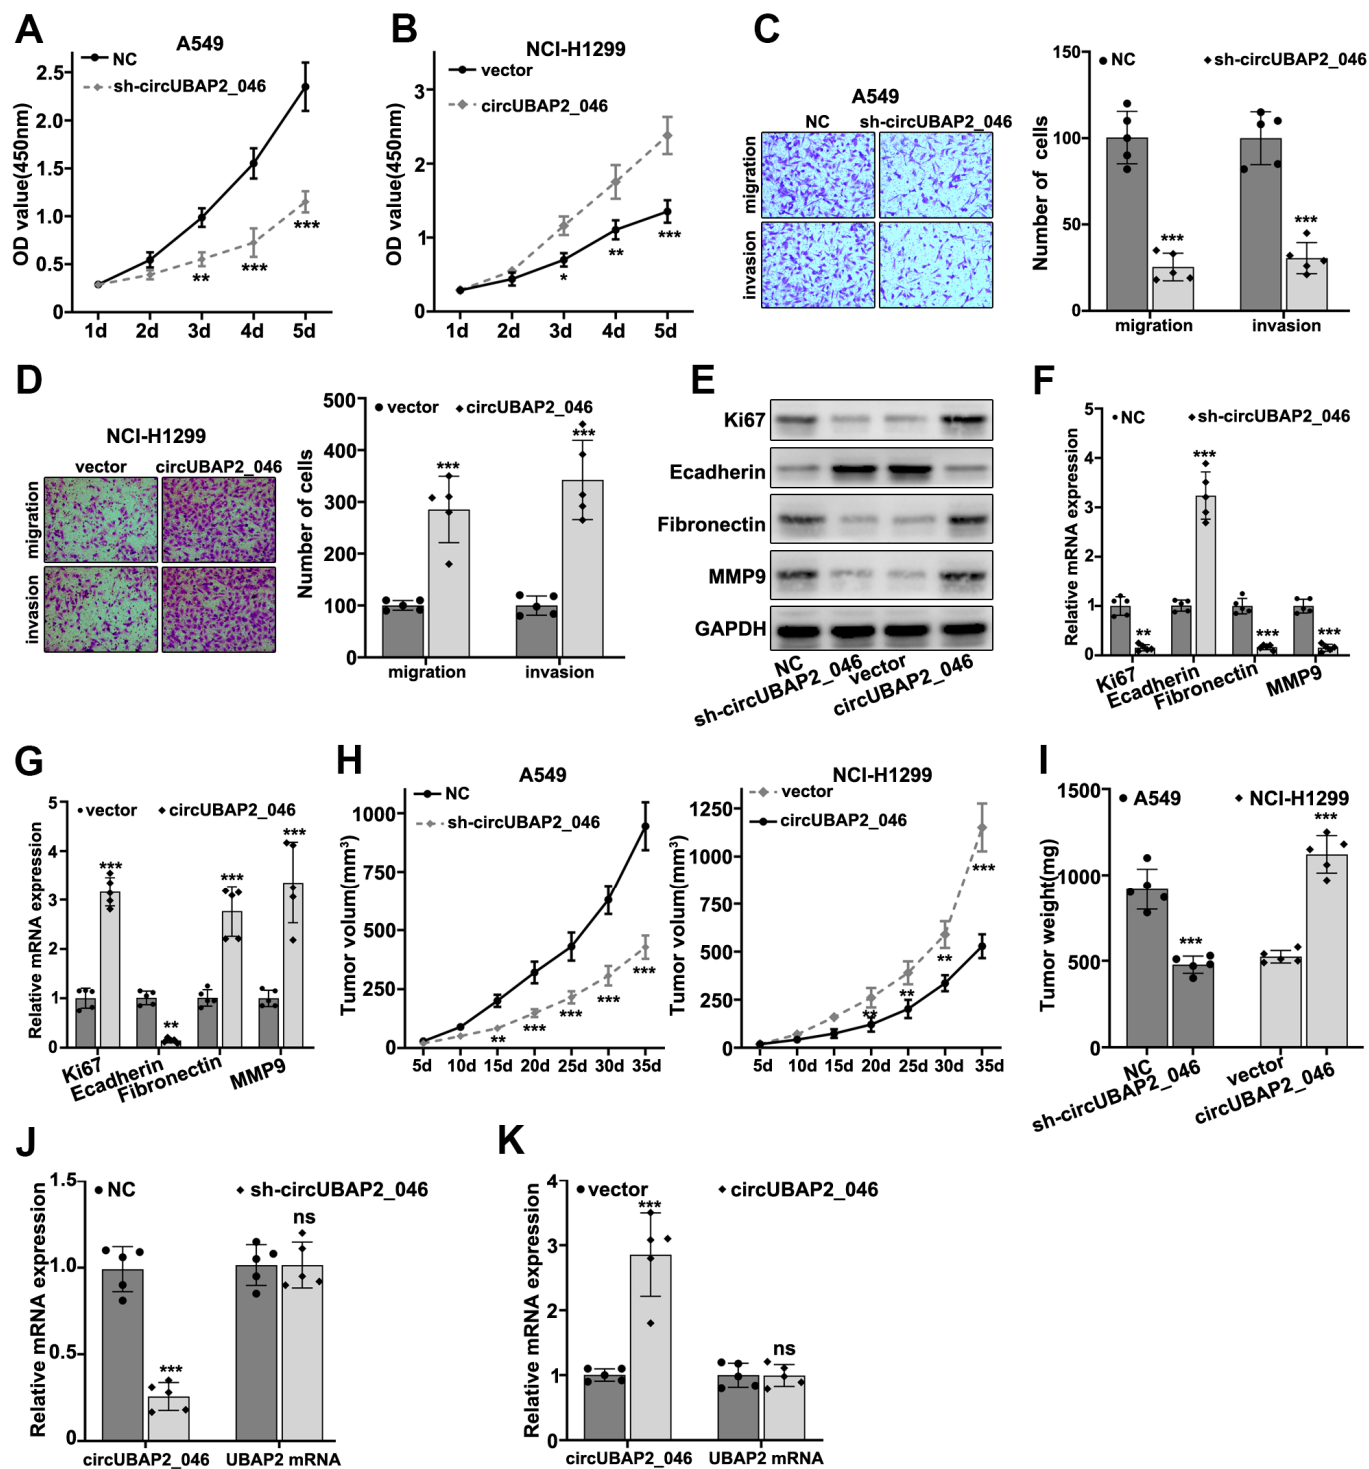 A
A549
NC
sh-circUBAP2_046
OD value(450nm)
2.5
2.0
1.5
1.0
0.5
0
** *** ***
1d 2d 3d 4d 5d
B
NCI-H1299
vector
circUBAP2_046
OD value(450nm)
3
2
1
0
* ** ***
1d 2d 3d 4d 5d
C
A549
NC sh-circUBAP2_046
migration
invasion
NC sh-circUBAP2_046
Number of cells
150
100
50
0
*** ***
migration invasion
D
NCI-H1299
vector circUBAP2_046
migration
invasion
vector circUBAP2_046
Number of cells
500
400
300
200
100
0
*** ***
migration invasion
E
Ki67
Ecadherin
Fibronectin
MMP9
GAPDH
NC
sh-circUBAP2_046
vector
circUBAP2_046
F
NC sh-circUBAP2_046
Relative mRNA expression
5
4
3
2
1
0
** *** *** ***
Ki67 Ecadherin Fibronectin MMP9
G
vector circUBAP2_046
Relative mRNA expression
5
4
3
2
1
0
*** ** *** ***
Ki67 Ecadherin Fibronectin MMP9
H
A549
NC
sh-circUBAP2_046
Tumor volum(mm³)
1000
750
500
250
0
** *** *** *** ***
5d 10d 15d 20d 25d 30d 35d
NCI-H1299
vector
circUBAP2_046
Tumor volum(mm³)
1250
1000
750
500
250
0
** ** ** ***
5d 10d 15d 20d 25d 30d 35d
I
A549 NCI-H1299
Tumor weight(mg)
1500
1000
500
0
*** ***
NC
sh-circUBAP2_046
vector
circUBAP2_046
J
NC sh-circUBAP2_046
Relative mRNA expression
1.5
1.0
0.5
0
*** ns
circUBAP2_046 UBAP2 mRNA
K
vector circUBAP2_046
Relative mRNA expression
4
3
2
1
0
*** ns
circUBAP2_046 UBAP2 mRNA